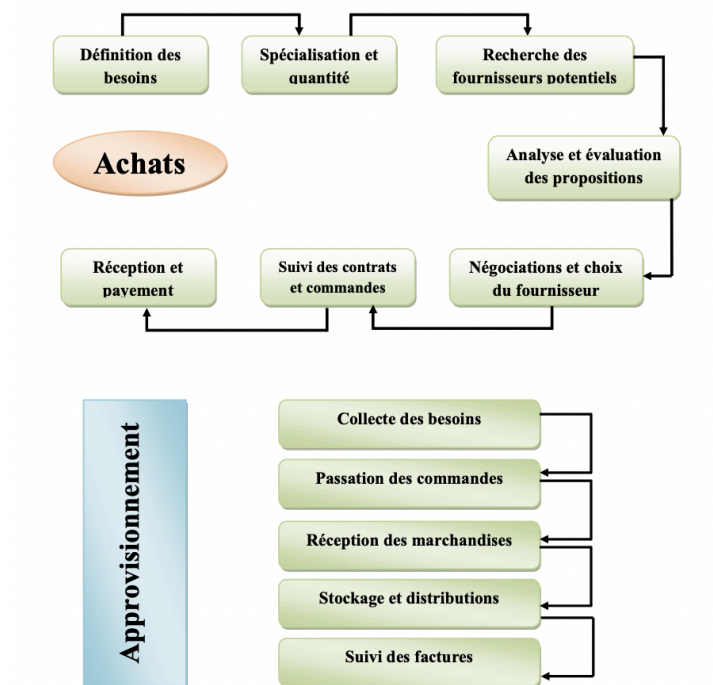 Définition des
besoins
Spécialisation et
quantité
Recherche des
fournisseurs potentiels
Achats
Analyse et évaluation
des propositions
Réception et
payement
Suivi des contrats
et commandes
Négociations et choix
du fournisseur
Approvisionnement
Collecte des besoins
Passation des commandes
Réception des marchandises
Stockage et distributions
Suivi des factures